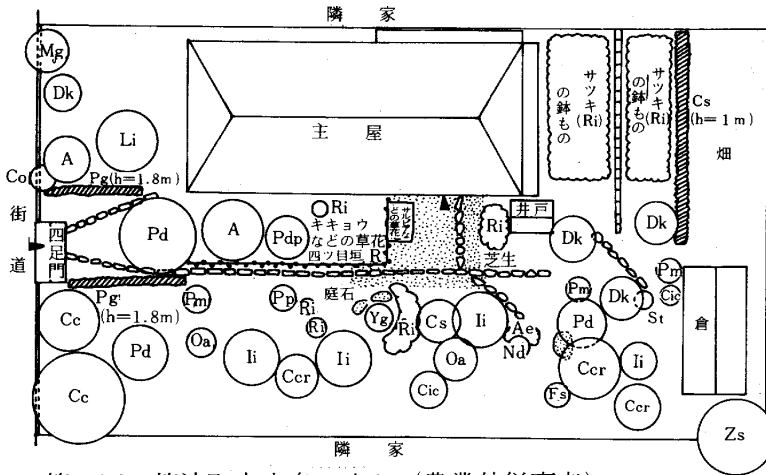 隣家
Mg
Dk
Li
A
Co
Pg(h=1.8m)
街道
四足門
主屋
サツキ(Ri)の鉢もの
サツキ(Ri)の鉢もの
Cs
(h=1m)
畑
Pd
A
Pdp
Ri
キキョウ
などの草花
四ツ目垣
Ri
井戸
芝生
Dk
Dk
Pg
(h=1.8m)
Cc
Pd
Cc
Pm
Oa
Ii
Pp
Ri
Ri
Ccr
Ii
庭石
Yg
Ri
Cs
Ii
Oa
Cic
Ae
Nd
Pm
Pd
Dk
St
Pm
Cic
Ccr
Ii
Fs
Ccr
倉
Zs
隣家